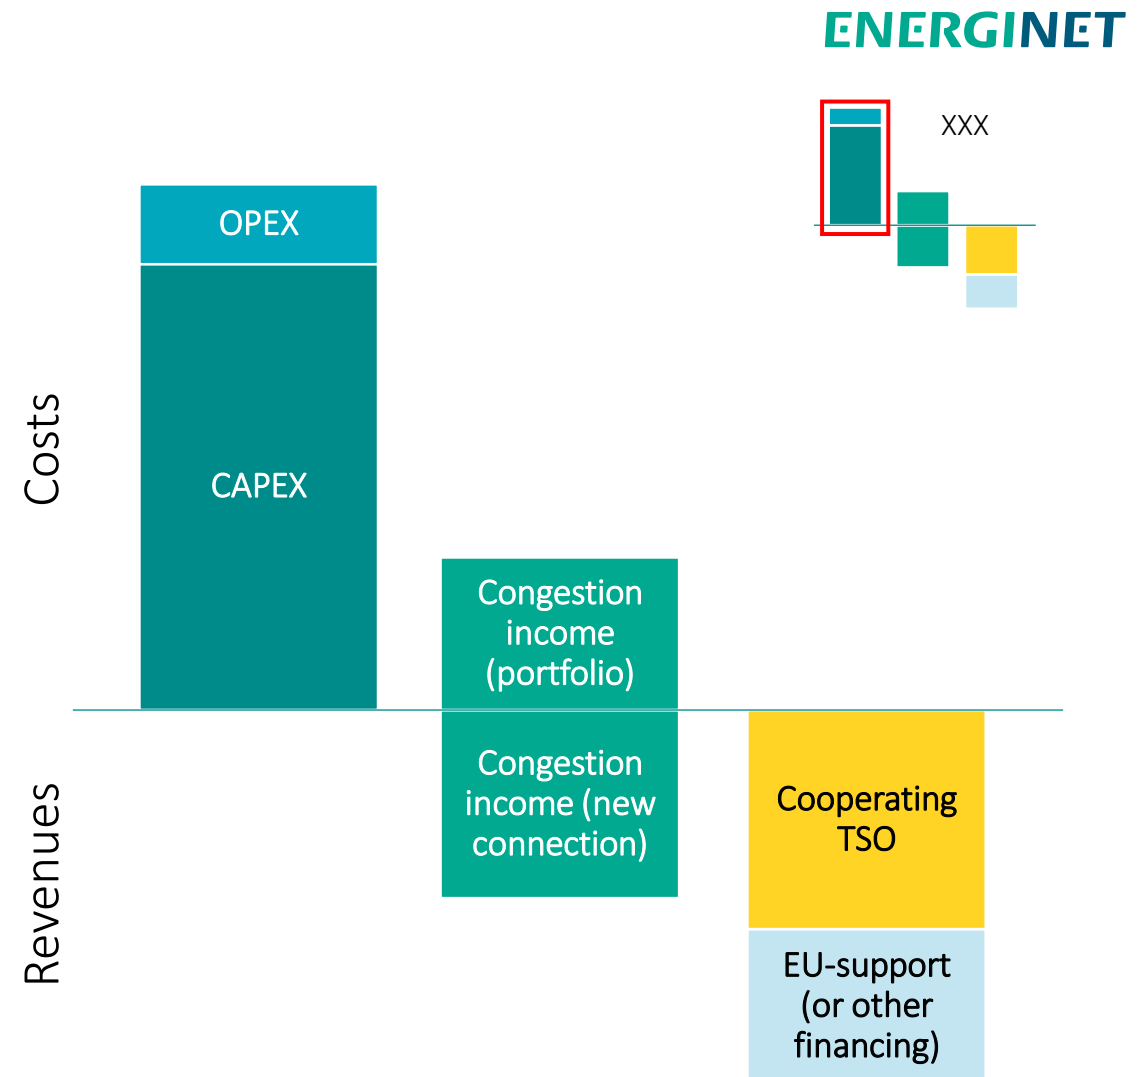 ENERGINET
XXX
OPEX
CAPEX
Costs
Congestion
income
(portfolio)
Congestion
income (new
connection)
Cooperating
TSO
Revenues
EU-support
(or other
financing)